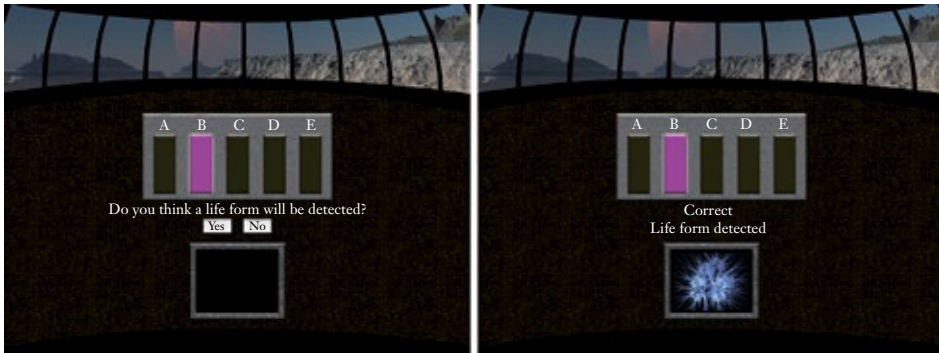 A B C D E
Do you think a life form will be detected?
Yes No
A B C D E
Correct
Life form detected